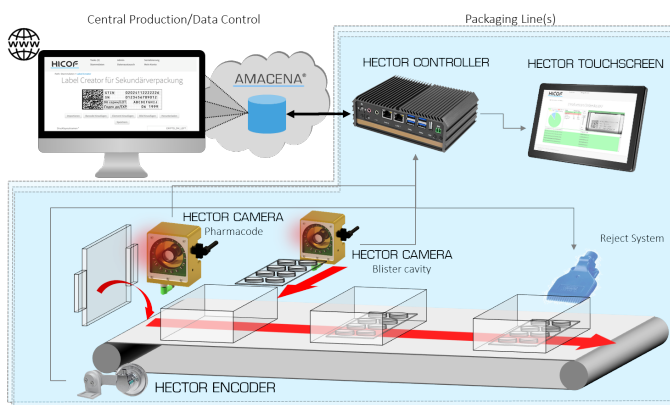 Central Production/Data Control
Packaging Line(s)
WWW
HICOF
Label Creator für Sekundärverpackung
AMACENA®
HECTOR CONTROLLER
HECTOR TOUCHSCREEN
HICOF
HECTOR CAMERA
Pharmacode
HECTOR CAMERA
Blister cavity
Reject System
HECTOR ENCODER